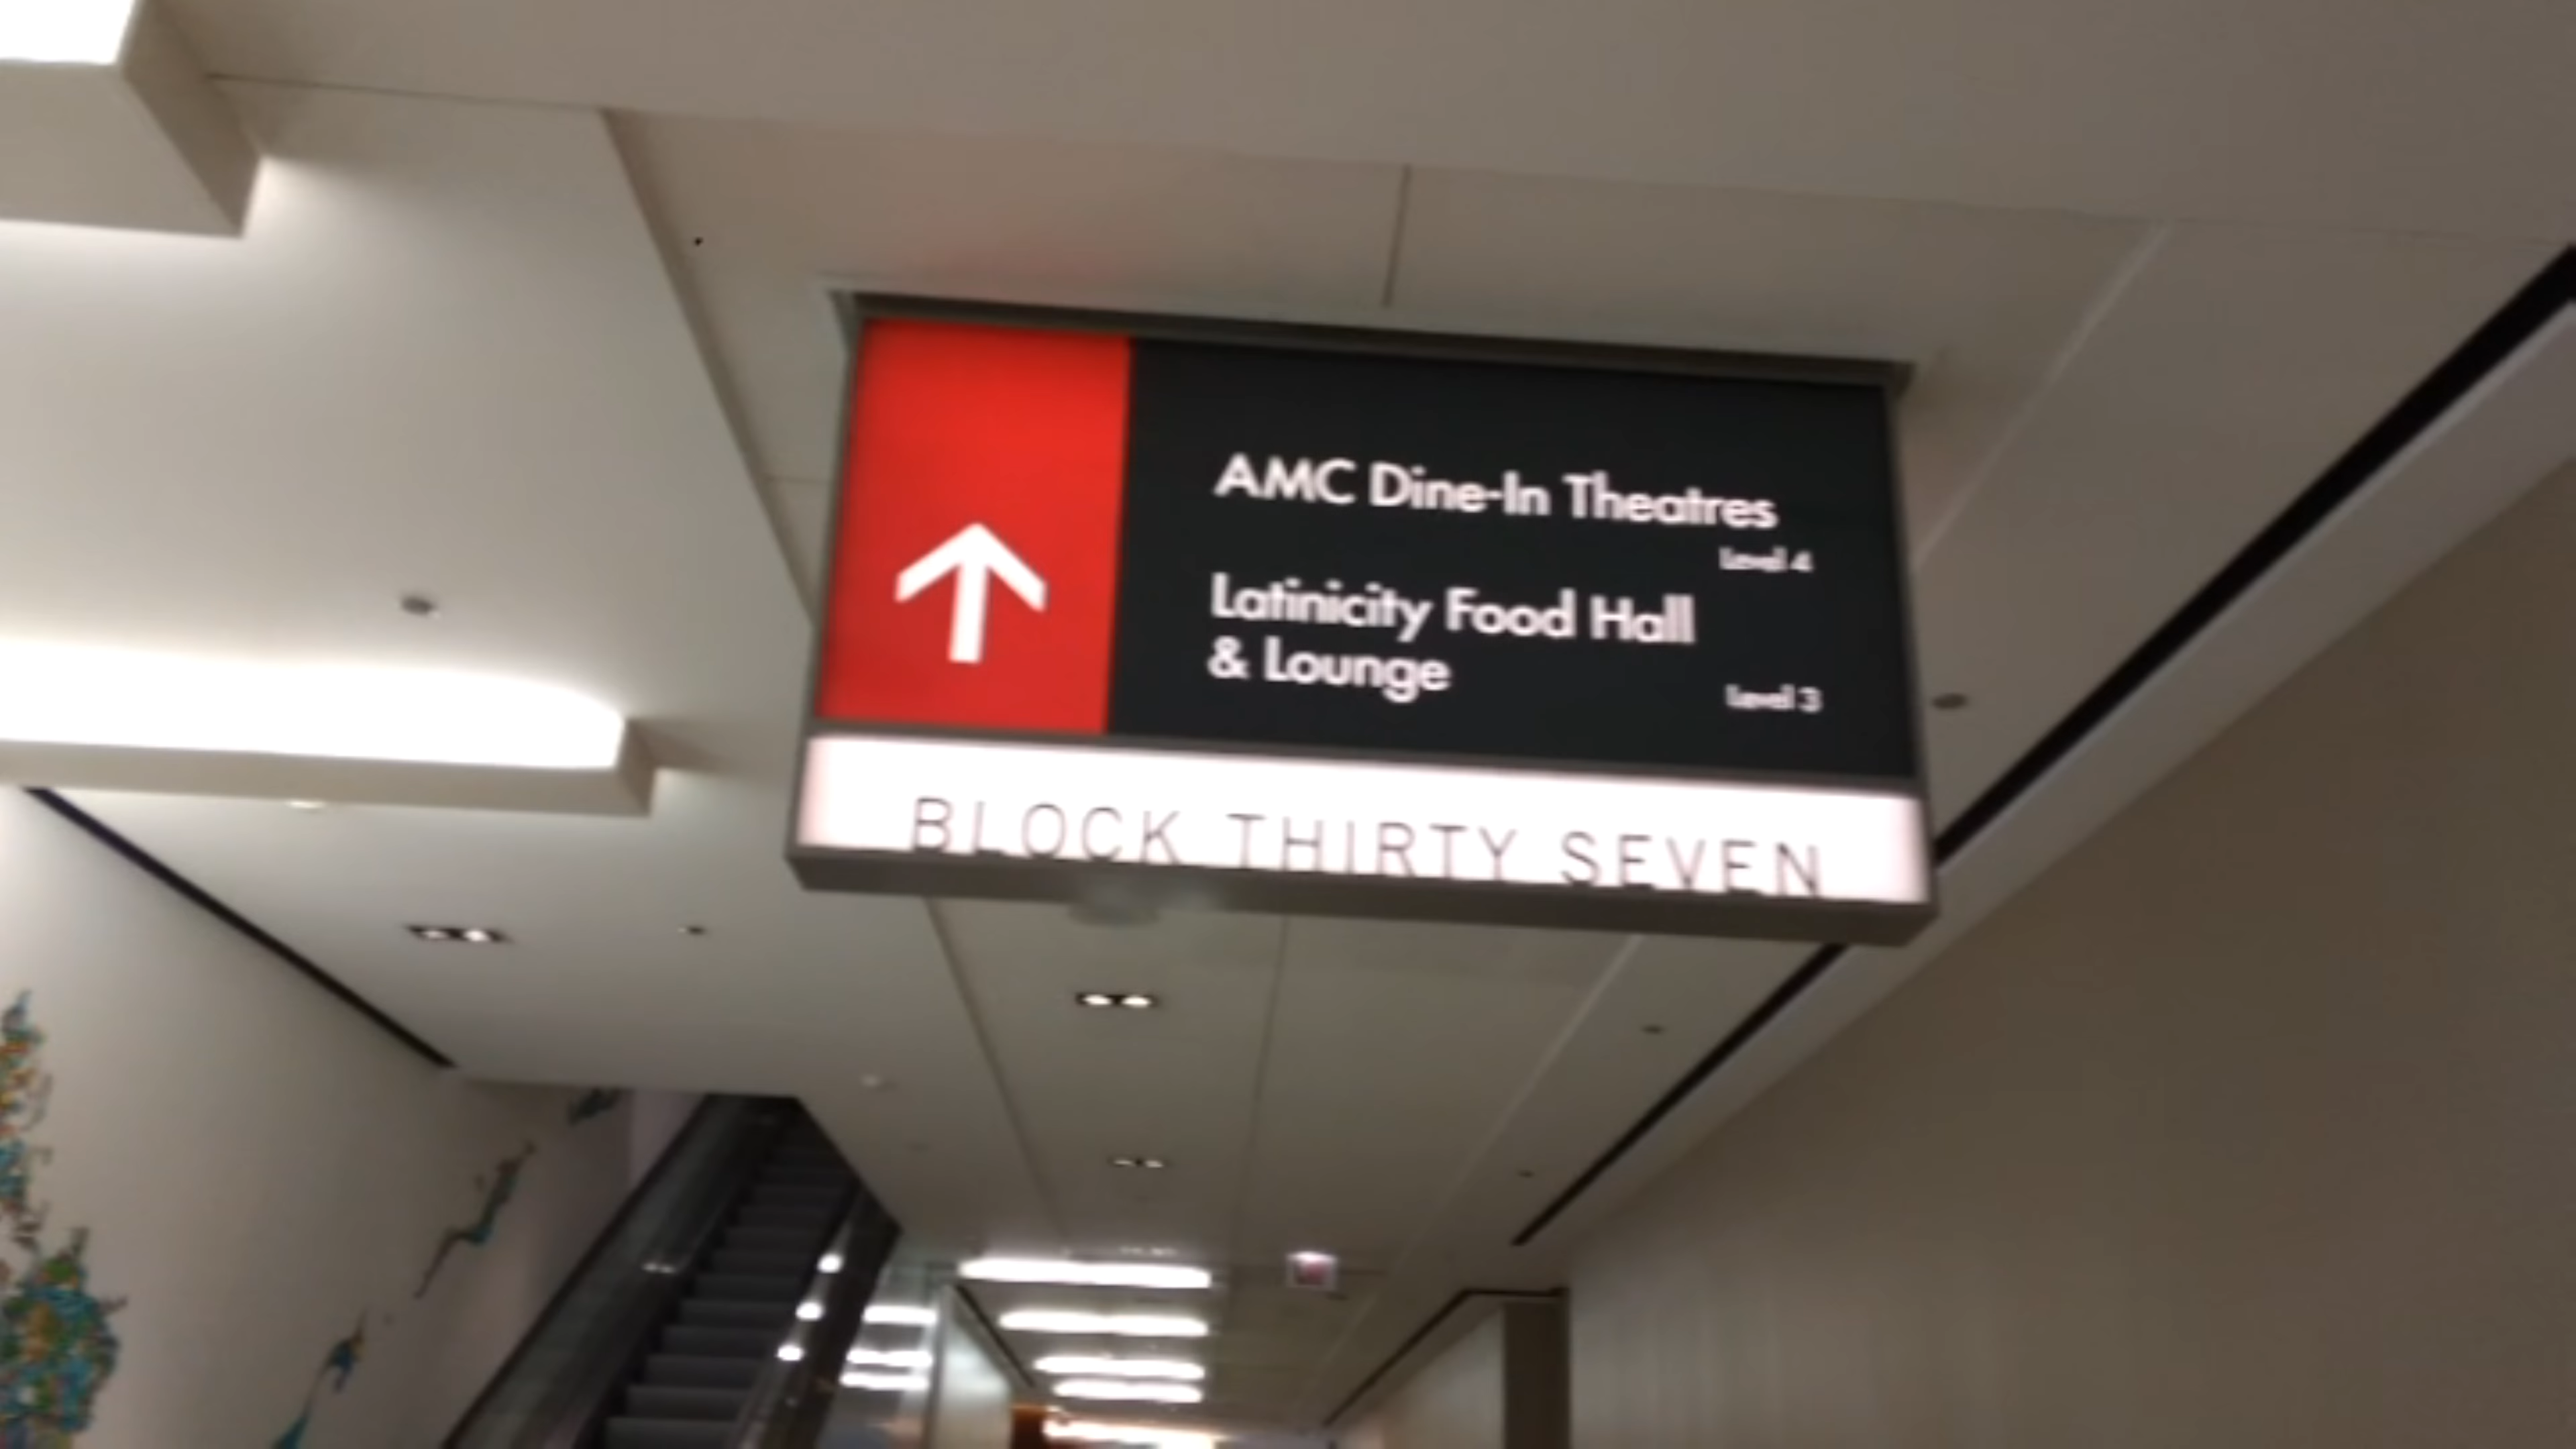 AMC Dine-In Theatres
Level 4
Latinicity Food Hall
& Lounge
Level 3
BLOCK THIRTY SEVEN